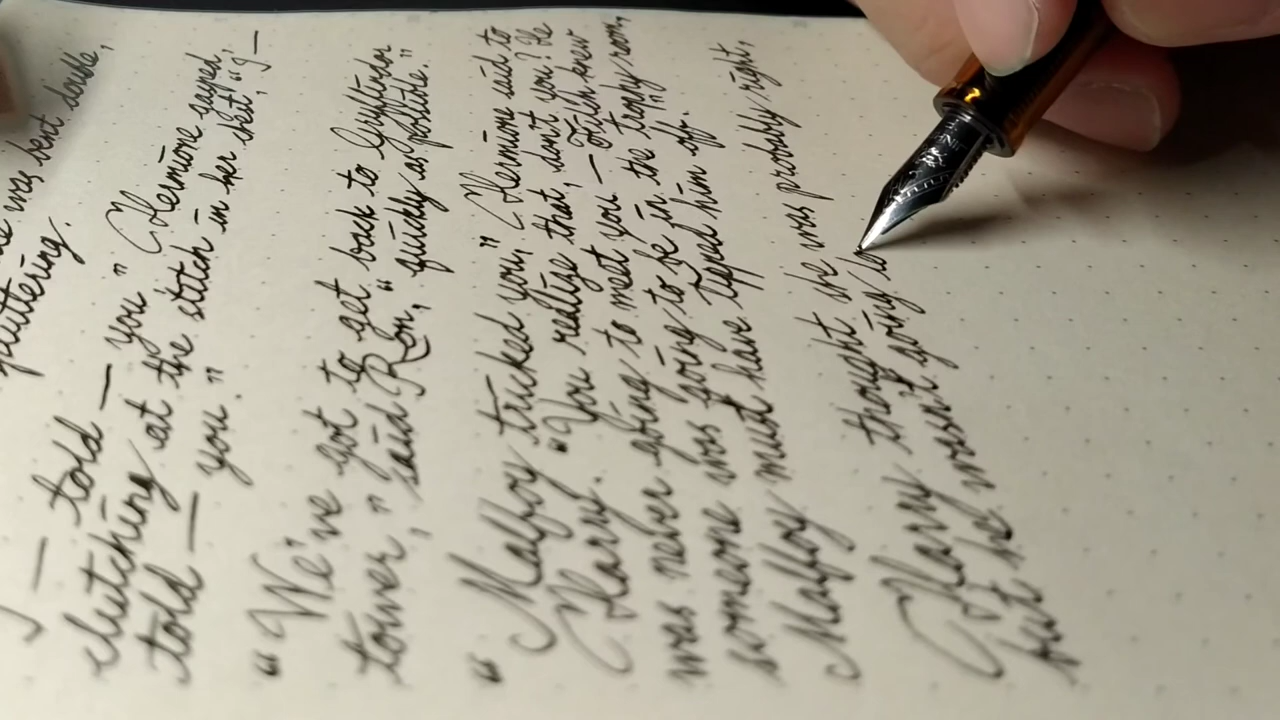 he was bent double,
spluttering.
"I — told — you," Hermione gasped,
clutching at the stitch in her chest, "I —
told — you."
"We've got to get back to Gryffindor
tower," said Ron, "quickly as possible."
"Malfoy tricked you," Hermione said to
Harry. "You realize that, don't you? He
was never going to meet you — Filch knew
someone was going to be in the trophy room,
Malfoy must have tipped him off."
Harry thought she was probably right,
but he wasn't going to